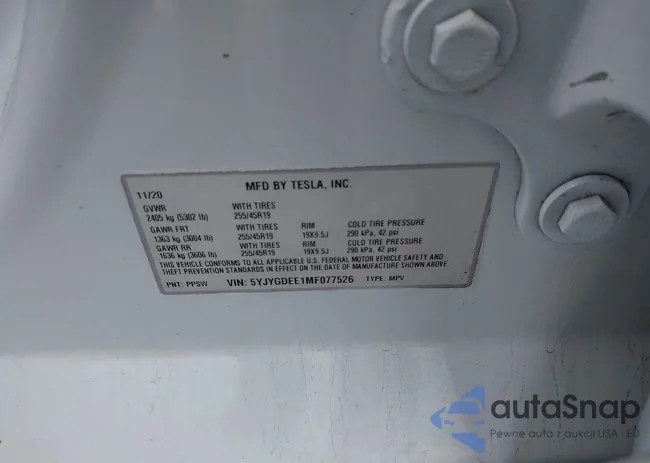 MFD BY TESLA, INC.
11/20
GVWR WITH TIRES
2405 kg (5302 lb) 255/45R19
GAWR FRT WITH TIRES RIM COLD TIRE PRESSURE
1363 kg (3004 lb) 255/45R19 19X9.5J 290 kPa, 42 psi
GAWR RR WITH TIRES RIM COLD TIRE PRESSURE
1636 kg (3606 lb) 255/45R19 19X9.5J 290 kPa, 42 psi
THIS VEHICLE CONFORMS TO ALL APPLICABLE U.S. FEDERAL MOTOR VEHICLE SAFETY AND
THEFT PREVENTION STANDARDS IN EFFECT ON THE DATE OF MANUFACTURE SHOWN ABOVE
PNT: PPSW VIN: 5YJYGDEE1MF077526 TYPE: MPV
autaSnap
Pewne auta z aukcji USA i EU